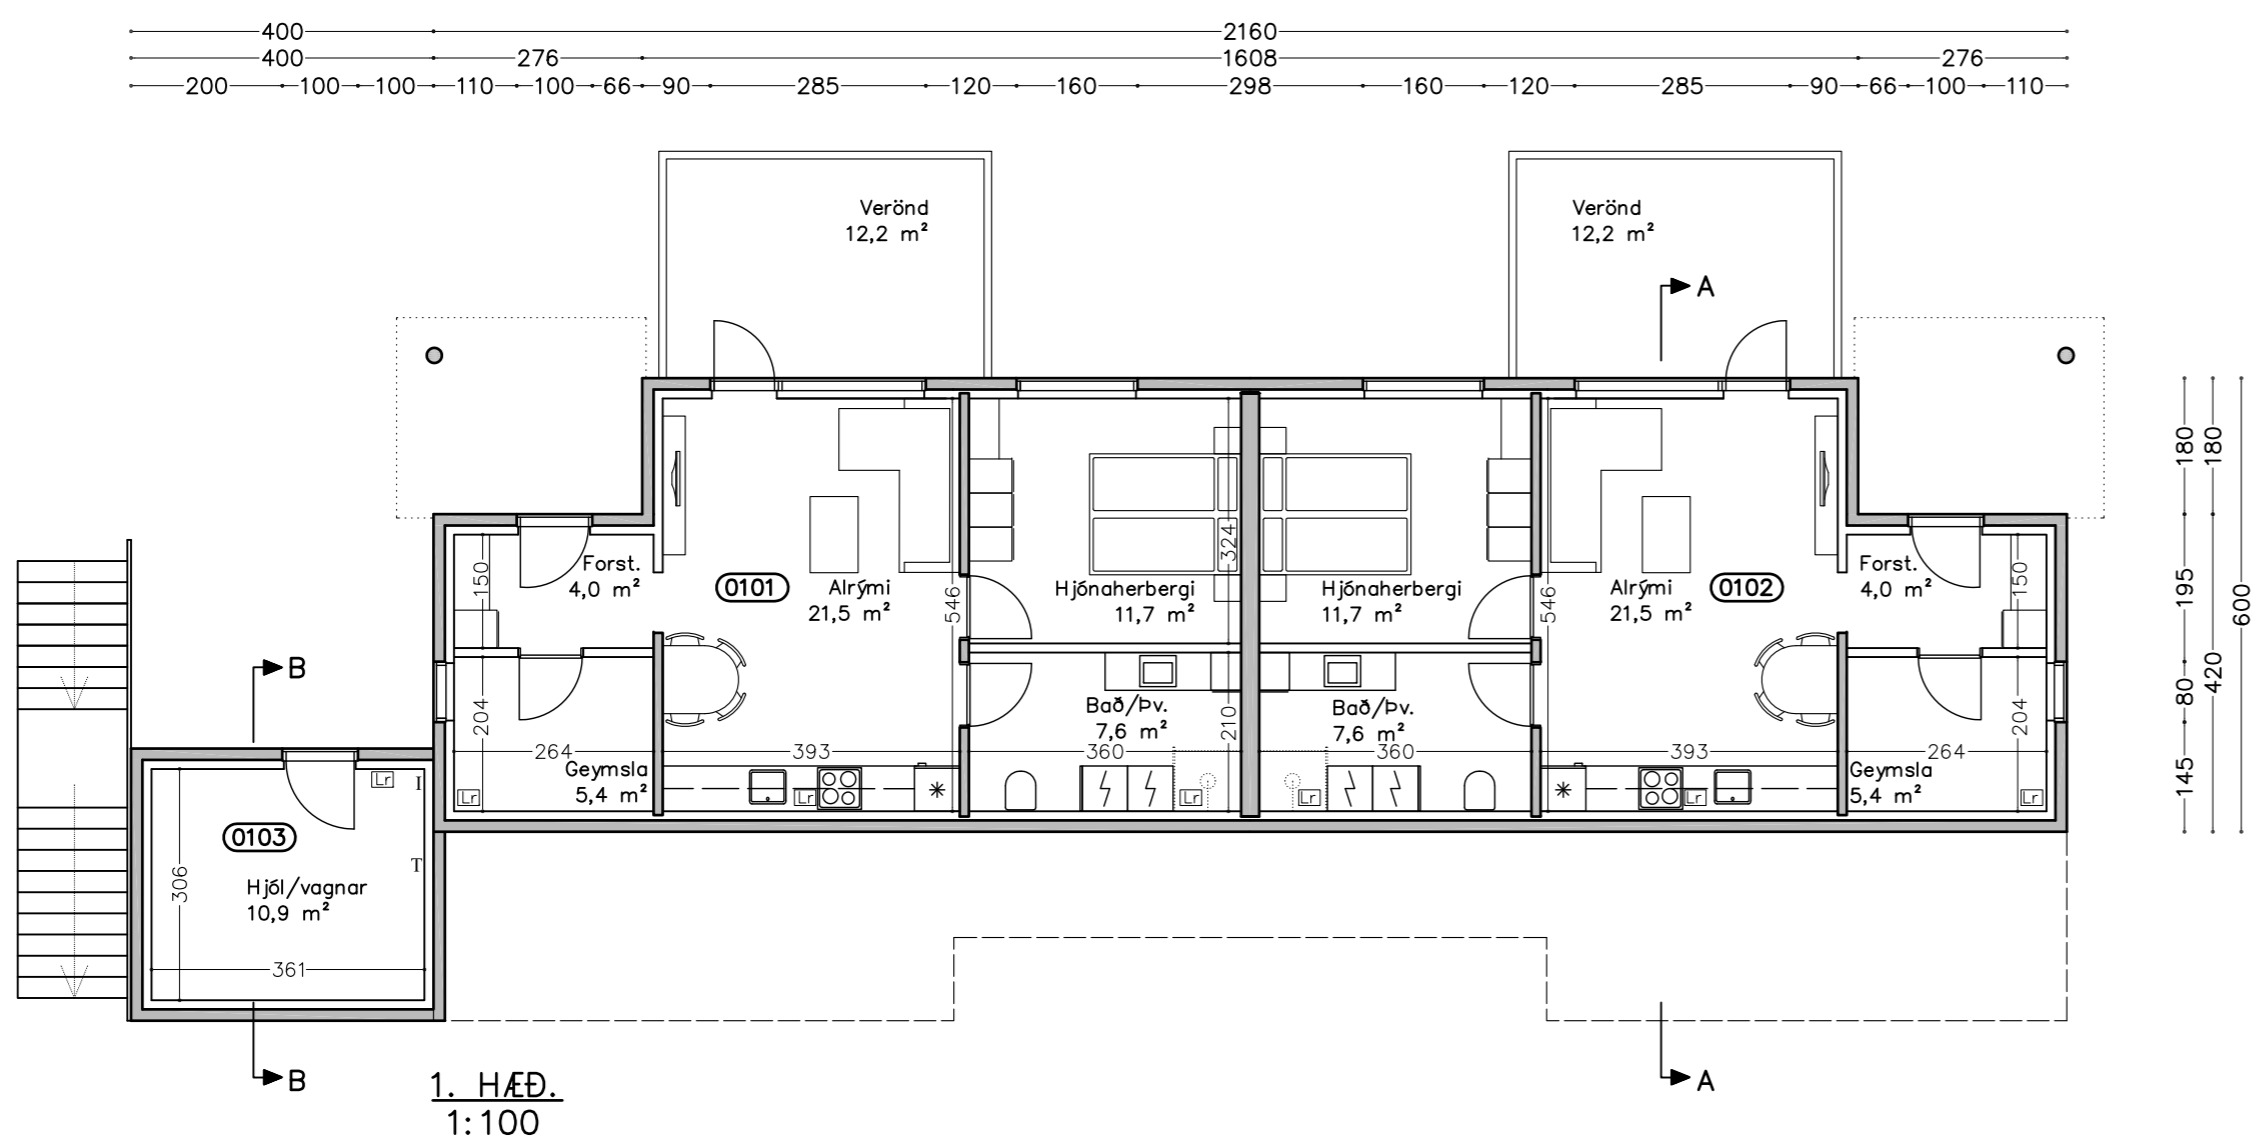 400 2160
400 276 1608 276
200 100 100 110 100 66 90 285 120 160 298 160 120 285 90 66 100 110
Verönd
12,2 m²
Verönd
12,2 m²
A
180 180
195 420 600
80
145
Forst.
4,0 m²
150
0101
Alrými
21,5 m²
546
324
Hjónaherbergi
11,7 m²
Hjónaherbergi
11,7 m²
546
Alrými
21,5 m²
0102
Forst.
4,0 m²
150
B
204
264
Geymsla
5,4 m²
Lr
393
Lr
Bað/Þv.
7,6 m²
360
210
Lr
Bað/Þv.
7,6 m²
360
Lr
393
Lr
204
264
Geymsla
5,4 m²
Lr
Lr
I
T
0103
306
Hjól/vagnar
10,9 m²
361
B
A
1. HÆÐ.
1:100